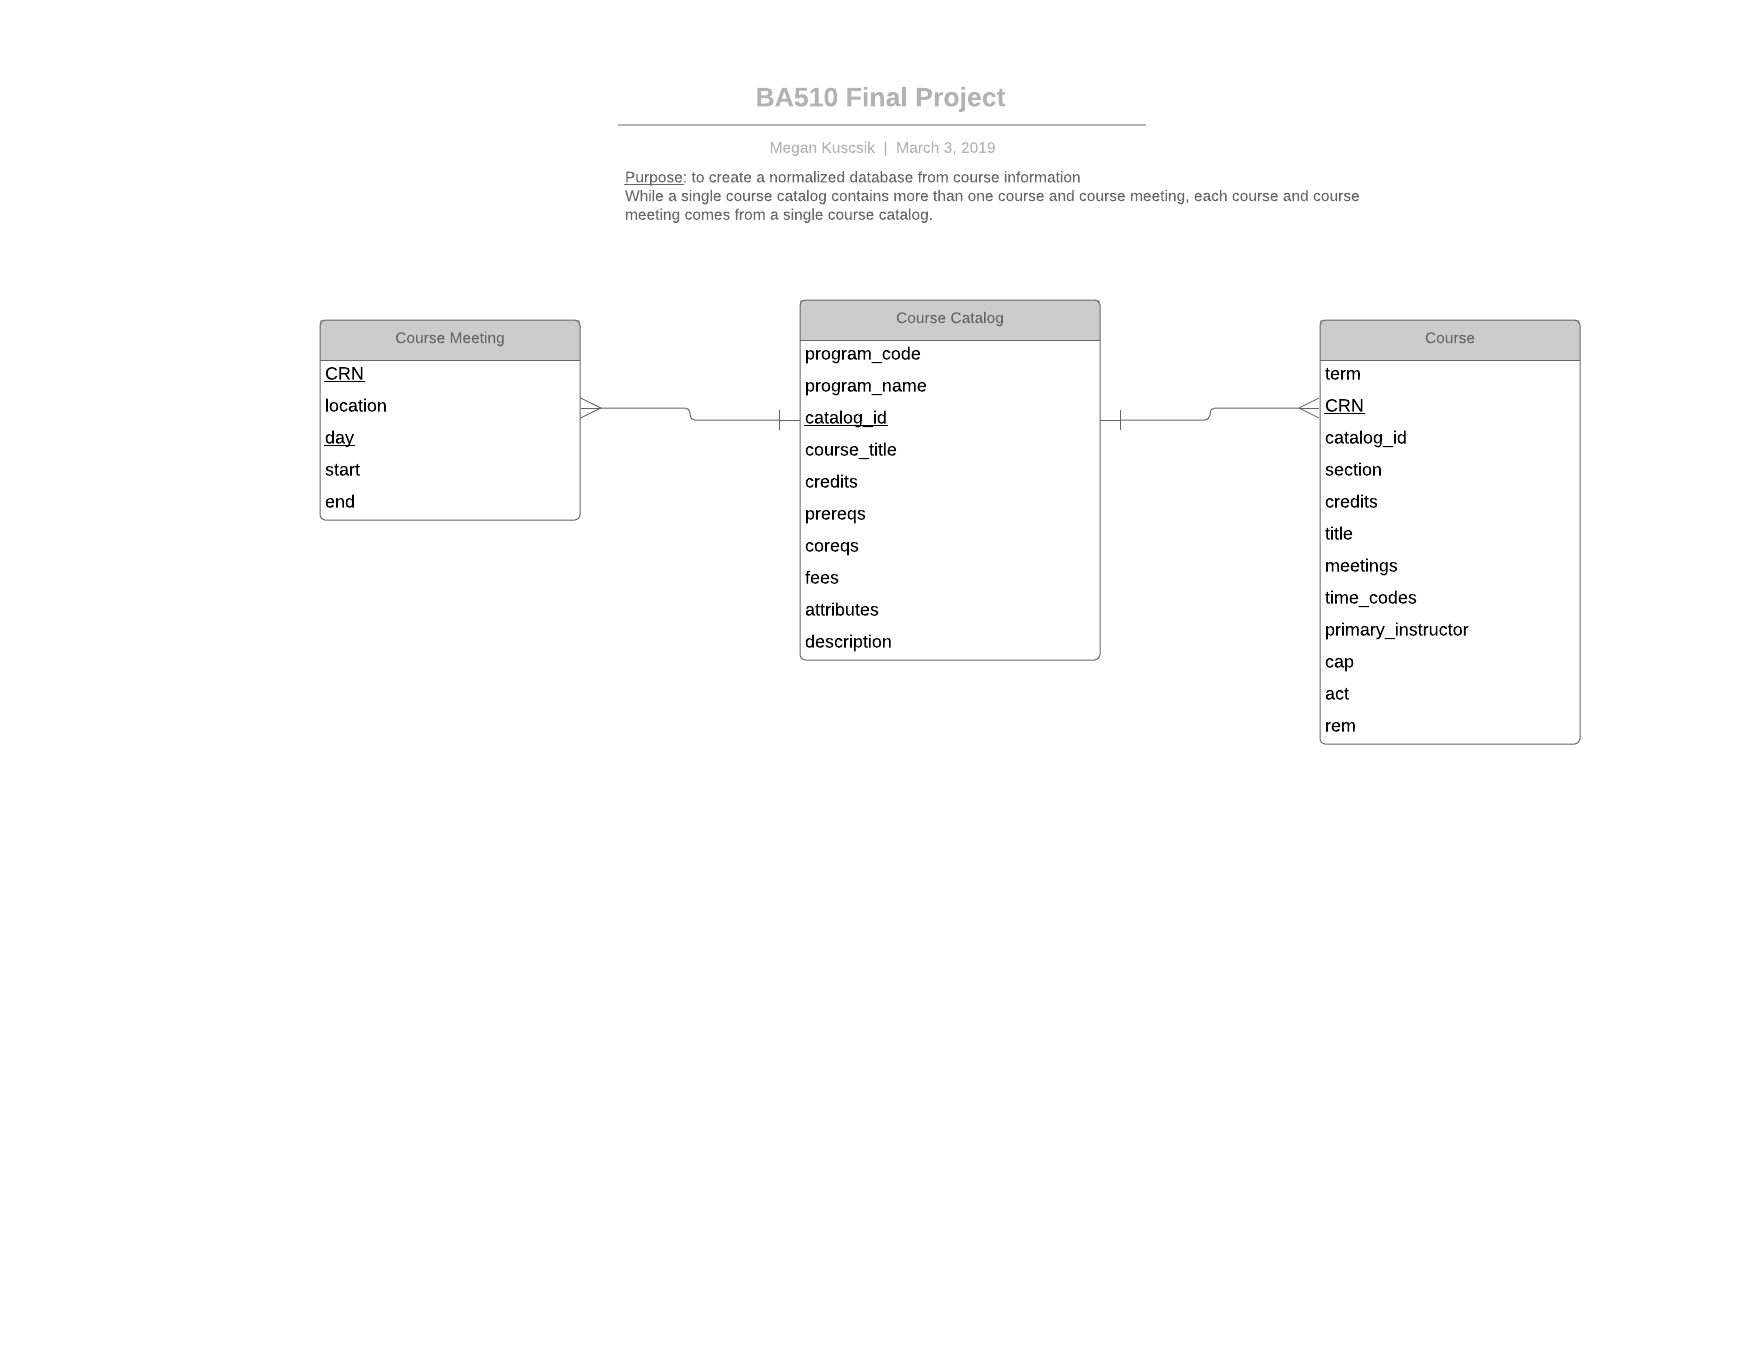 BA510 Final Project
Megan Kuscsik | March 3, 2019
Purpose: to create a normalized database from course information
While a single course catalog contains more than one course and course meeting, each course and course
meeting comes from a single course catalog.
Course Meeting
CRN
location
day
start
end
Course Catalog
program_code
program_name
catalog_id
course_title
credits
prereqs
coreqs
fees
attributes
description
Course
term
CRN
catalog_id
section
credits
title
meetings
time_codes
primary_instructor
cap
act
rem